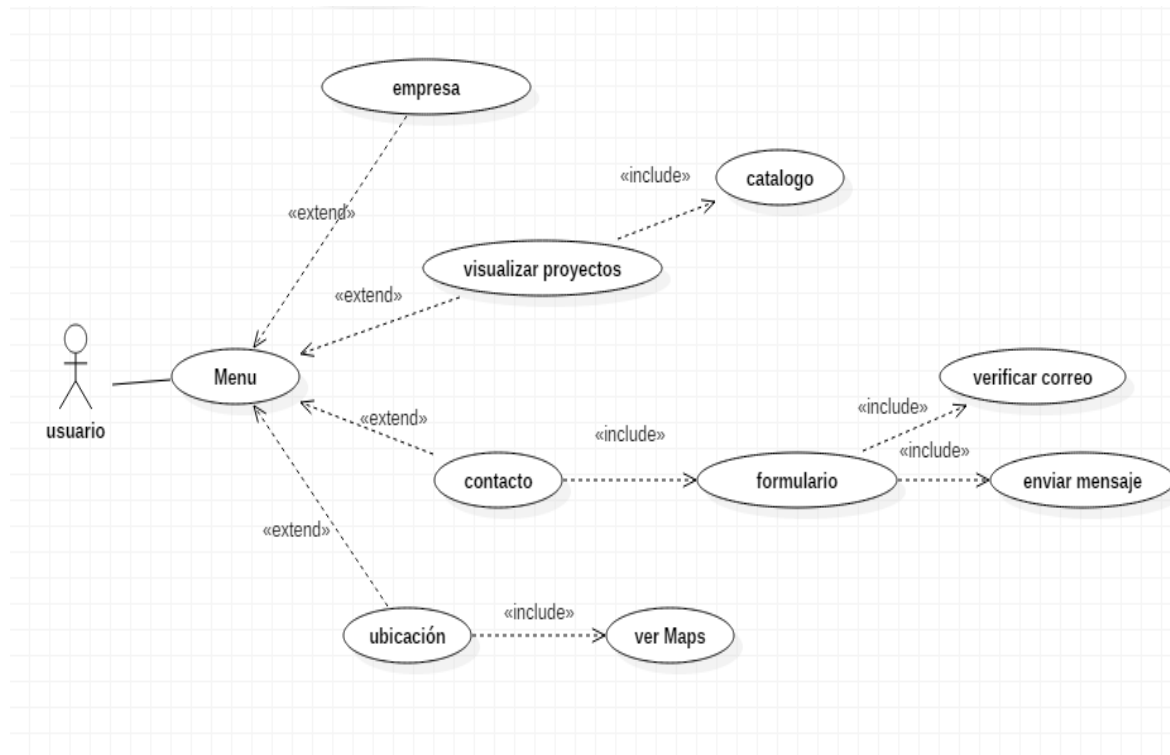 empresa
«include»
catalogo
«extend»
visualizar proyectos
«extend»
Menu
usuario
verificar correo
«include»
«extend»
«include»
«include»
contacto
formulario
enviar mensaje
«extend»
«include»
ubicación
ver Maps